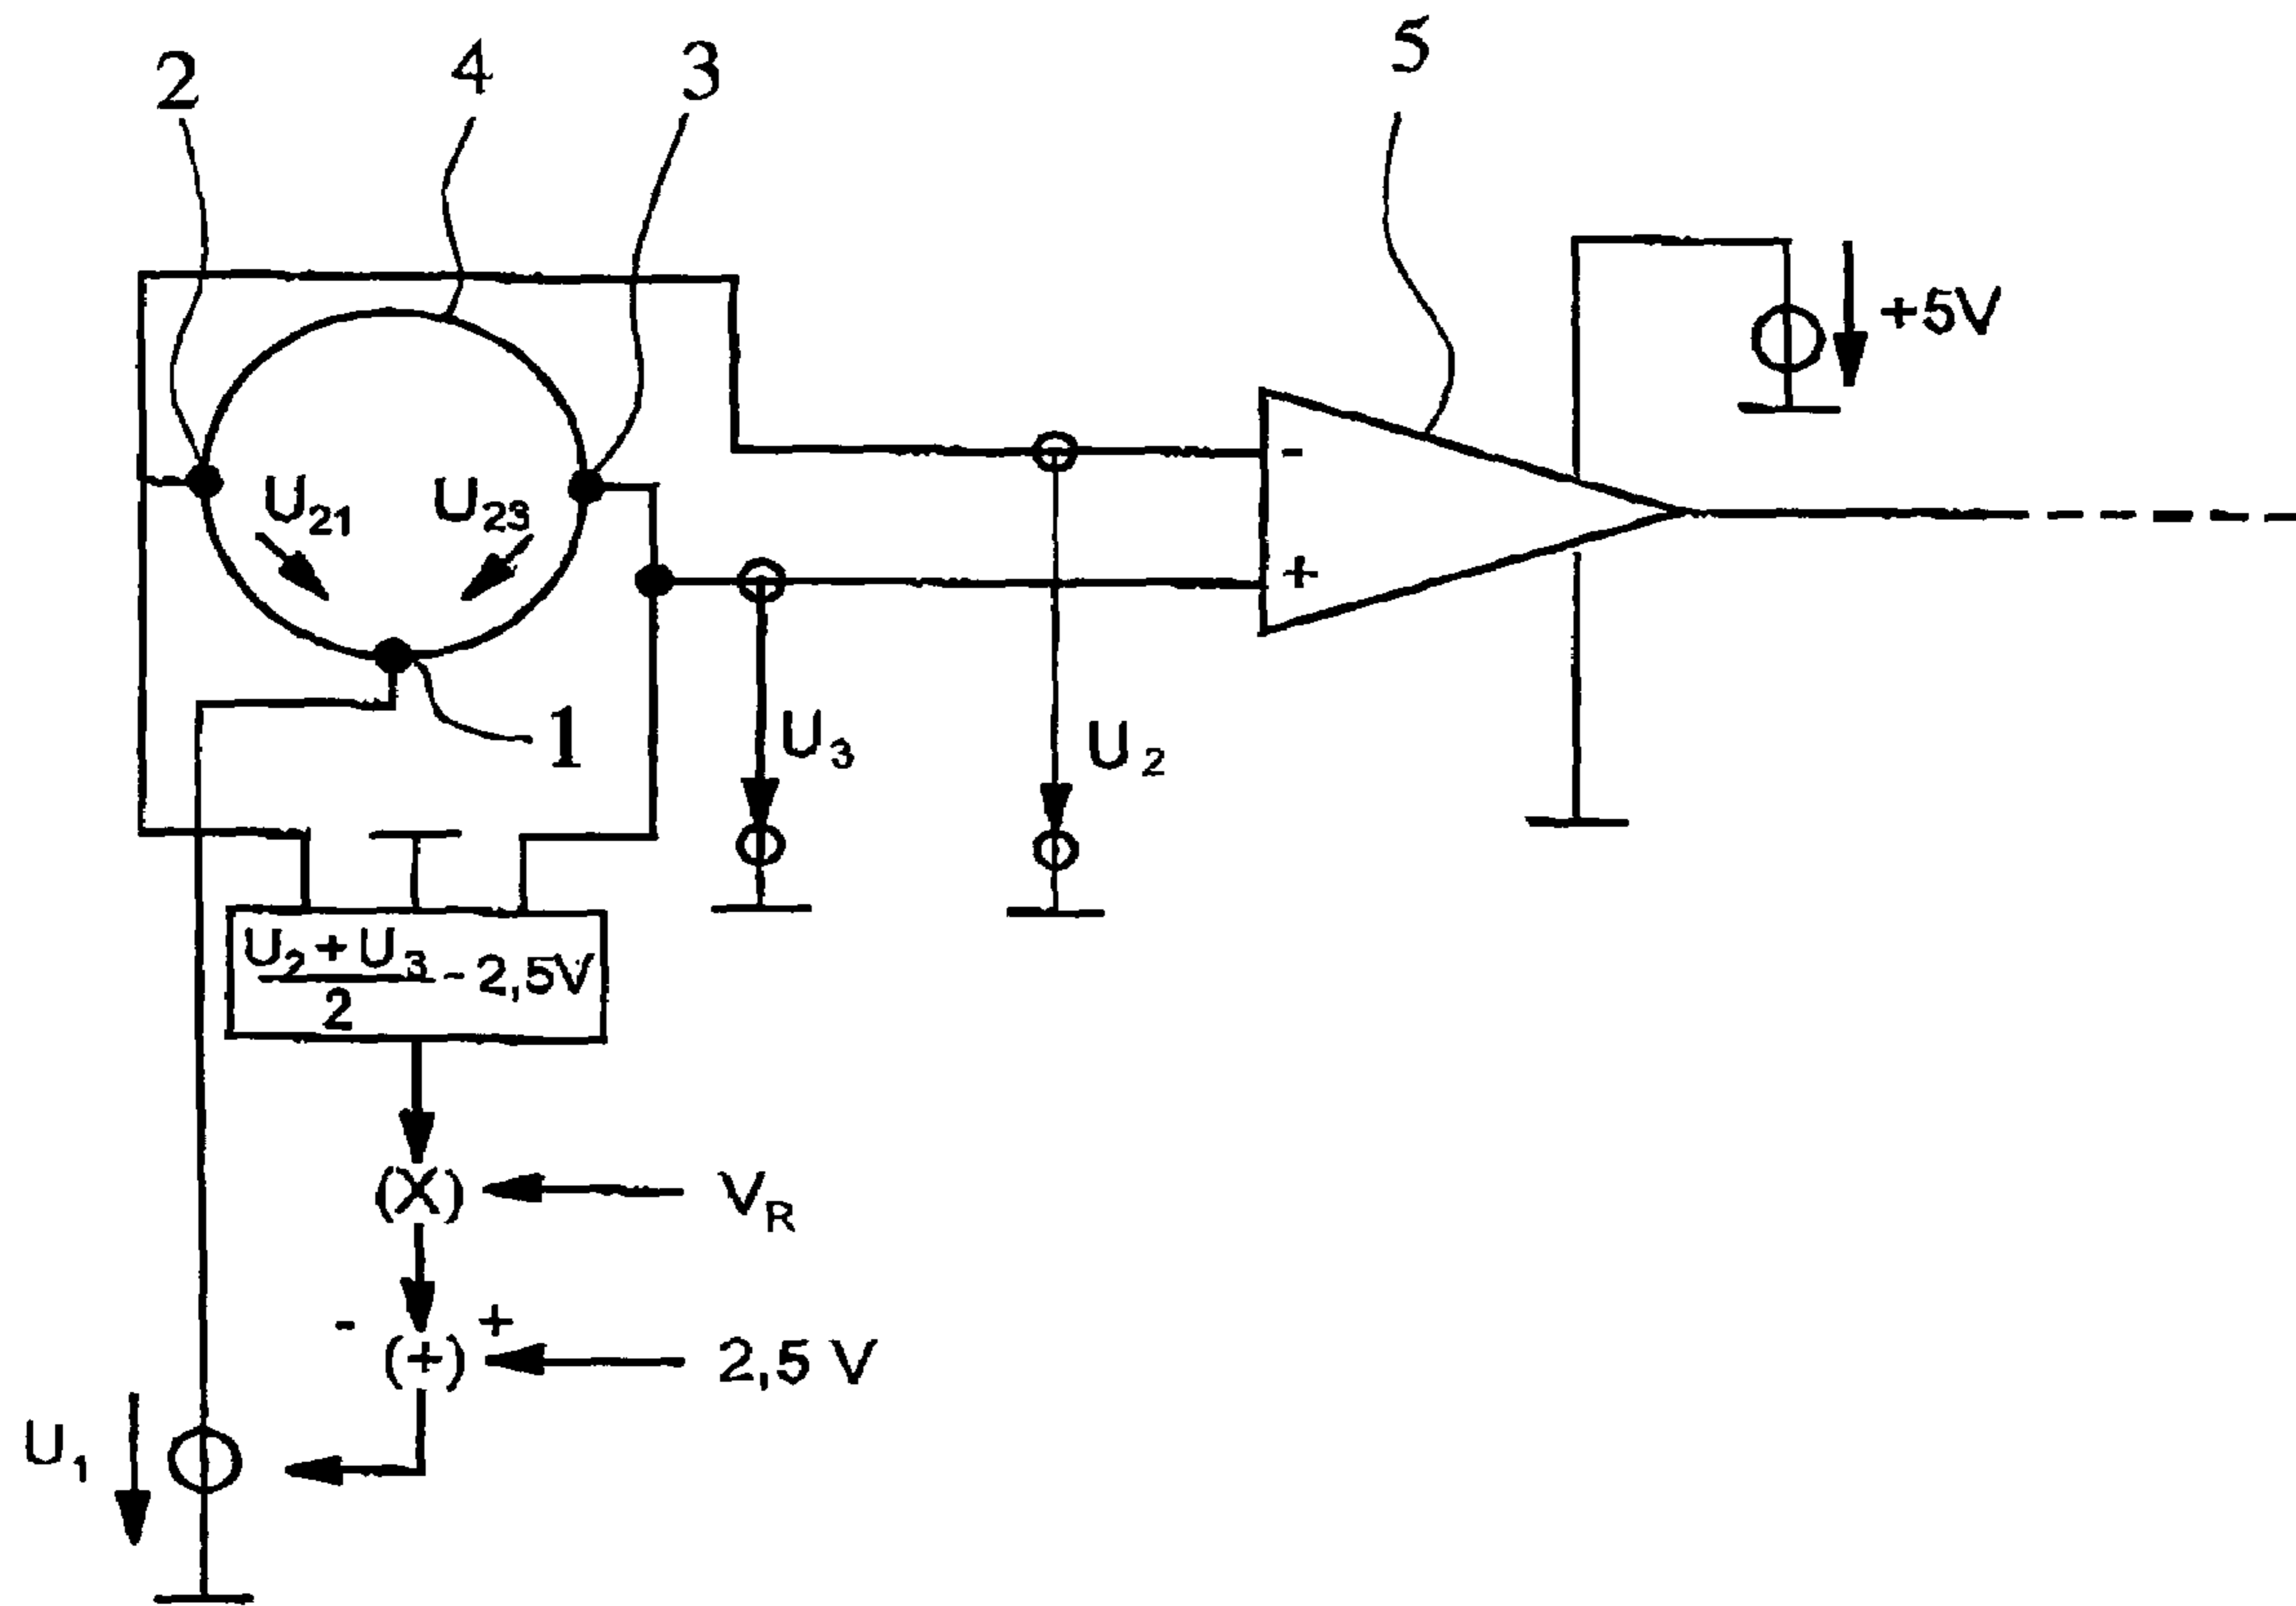 2
4
3
5
+5V
U21
U23
-
+
1
U3
U2
U2 + U3
2
- 2,5V
(X)
VR
-
+
(+)
2,5 V
U1